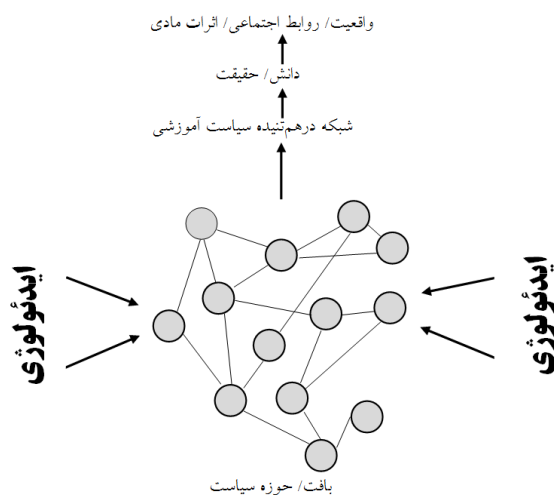 واقعیت/ روابط اجتماعی/ اثرات مادی
دانش/ حقیقت
شبکه درهم‌تنیده سیاست آموزشی
ایدئولوژی
ایدئولوژی
بافت/ حوزه سیاست